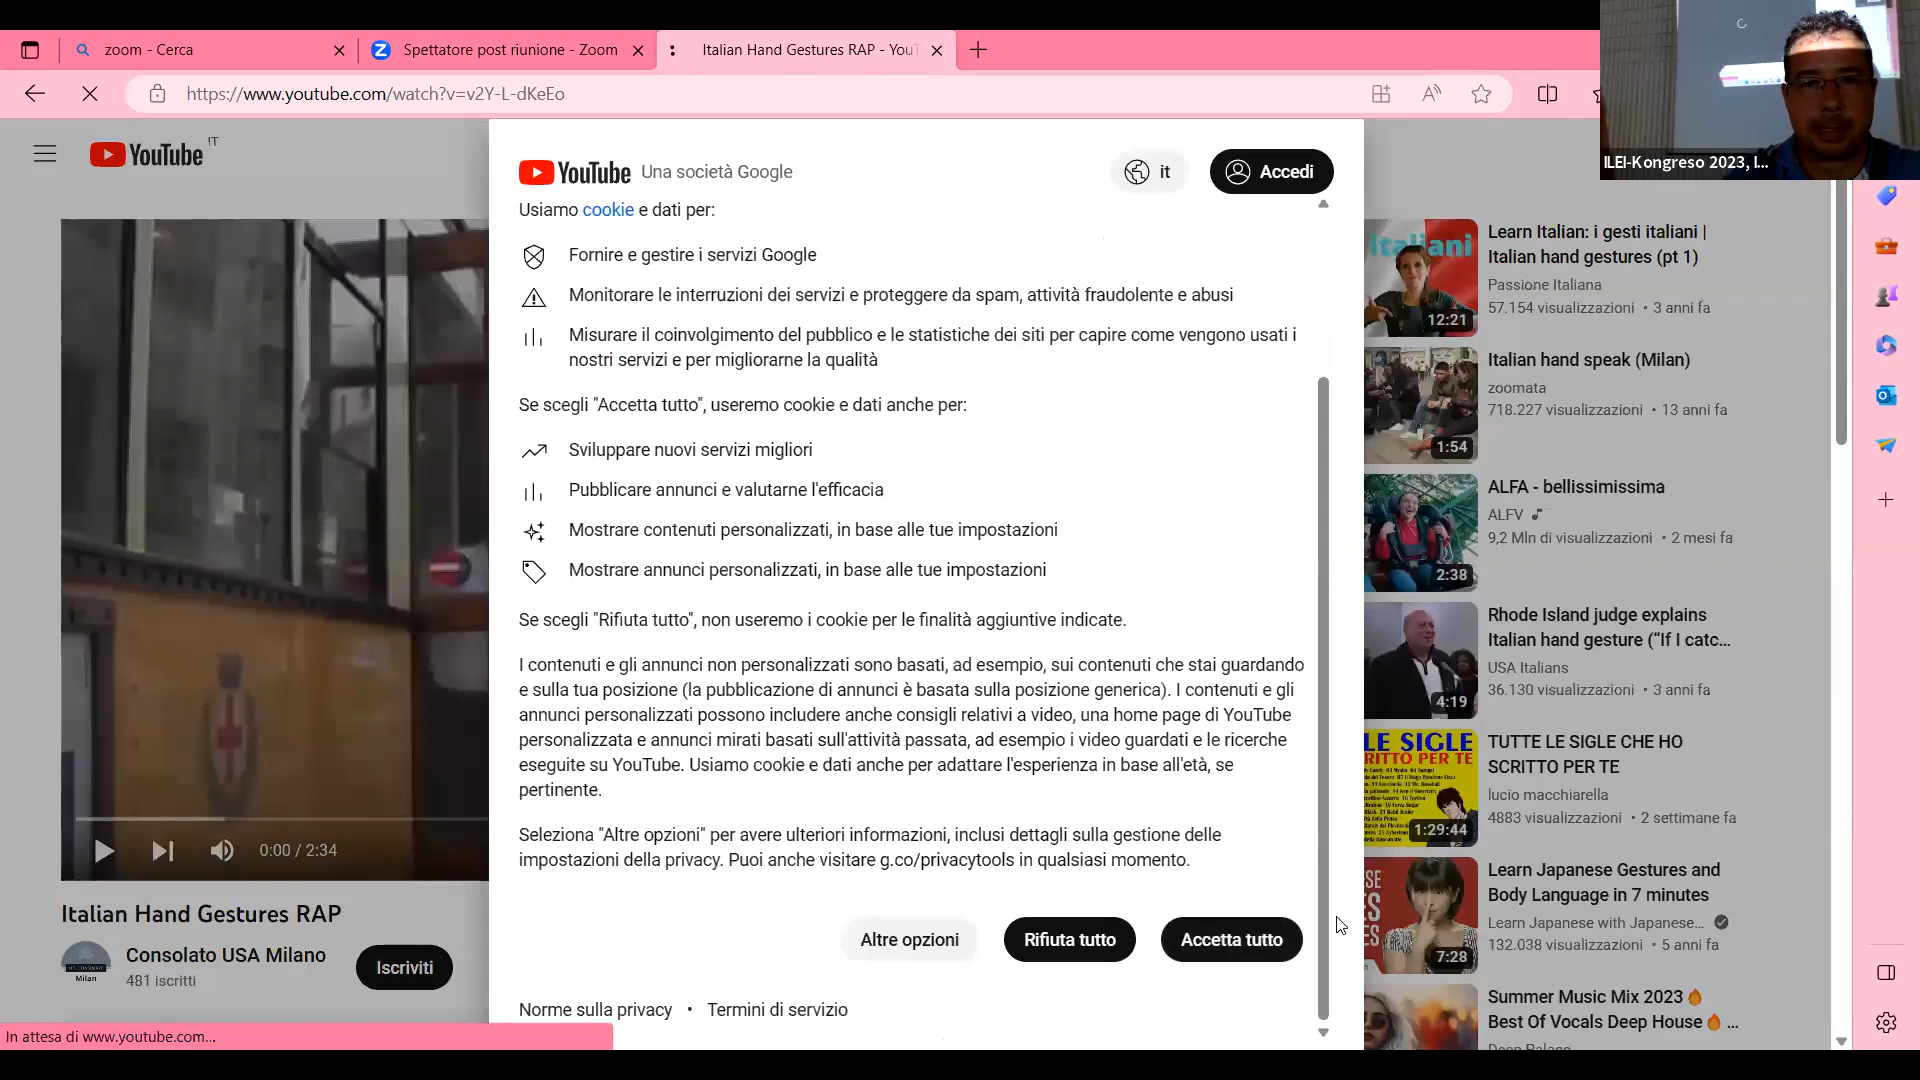 zoom - Cerca
Spettatore post riunione - Zoom
Italian Hand Gestures RAP - YouT
https://www.youtube.com/watch?v=v2Y-L-dKeEo
ILEI-Kongreso 2023, I...
YouTube IT
YouTube Una società Google
it
Accedi
Usiamo cookie e dati per:
Fornire e gestire i servizi Google
Monitorare le interruzioni dei servizi e proteggere da spam, attività fraudolente e abusi
Misurare il coinvolgimento del pubblico e le statistiche dei siti per capire come vengono usati i
nostri servizi e per migliorarne la qualità
Se scegli "Accetta tutto", useremo cookie e dati anche per:
Sviluppare nuovi servizi migliori
Pubblicare annunci e valutarne l'efficacia
Mostrare contenuti personalizzati, in base alle tue impostazioni
Mostrare annunci personalizzati, in base alle tue impostazioni
Se scegli "Rifiuta tutto", non useremo i cookie per le finalità aggiuntive indicate.
I contenuti e gli annunci non personalizzati sono basati, ad esempio, sui contenuti che stai guardando
e sulla tua posizione (la pubblicazione di annunci è basata sulla posizione generica). I contenuti e gli
annunci personalizzati possono includere anche consigli relativi a video, una home page di YouTube
personalizzata e annunci mirati basati sull'attività passata, ad esempio i video guardati e le ricerche
eseguite su YouTube. Usiamo cookie e dati anche per adattare l'esperienza in base all'età, se
pertinente.
Seleziona "Altre opzioni" per avere ulteriori informazioni, inclusi dettagli sulla gestione delle
impostazioni della privacy. Puoi anche visitare g.co/privacytools in qualsiasi momento.
Altre opzioni
Rifiuta tutto
Accetta tutto
Norme sulla privacy • Termini di servizio
0:00 / 2:34
Italian Hand Gestures RAP
Milan
Consolato USA Milano
481 iscritti
Iscriviti
In attesa di www.youtube.com...
italiani
12:21
Learn Italian: i gesti italiani |
Italian hand gestures (pt 1)
Passione Italiana
57.154 visualizzazioni • 3 anni fa
1:54
Italian hand speak (Milan)
zoomata
718.227 visualizzazioni • 13 anni fa
2:38
ALFA - bellissimissima
ALFV
9,2 Mln di visualizzazioni • 2 mesi fa
4:19
Rhode Island judge explains
Italian hand gesture (“If I catc...
USA Italians
36.130 visualizzazioni • 3 anni fa
LE SIGLE
RITTO PER TE
1:29:44
TUTTE LE SIGLE CHE HO
SCRITTO PER TE
lucio macchiarella
4883 visualizzazioni • 2 settimane fa
7:28
Learn Japanese Gestures and
Body Language in 7 minutes
Learn Japanese with Japanese...
132.038 visualizzazioni • 5 anni fa
Summer Music Mix 2023🔥
Best Of Vocals Deep House🔥 ...